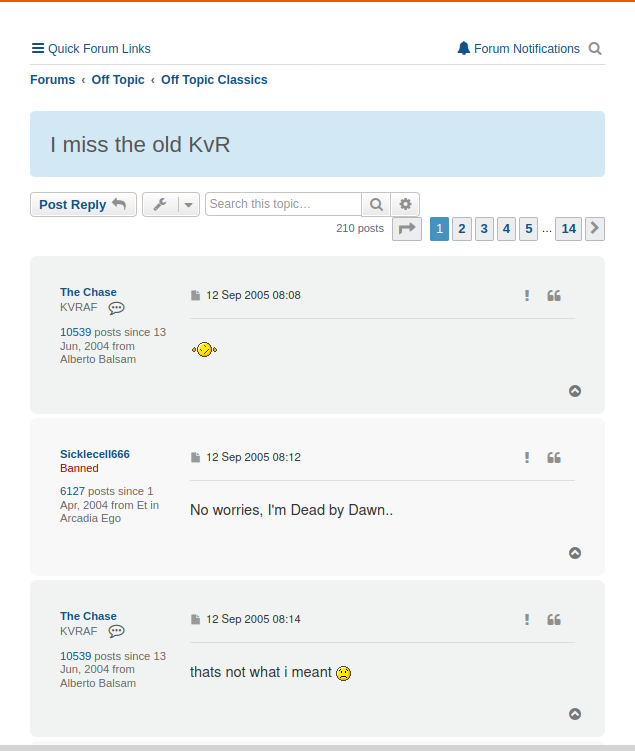 Quick Forum Links Forum Notifications
Forums ‹ Off Topic ‹ Off Topic Classics
I miss the old KvR
Post Reply Search this topic…
210 posts 1 2 3 4 5 ... 14
The Chase
KVRAF
10539 posts since 13
Jun, 2004 from
Alberto Balsam
12 Sep 2005 08:08
Sicklecell666
Banned
6127 posts since 1
Apr, 2004 from Et in
Arcadia Ego
12 Sep 2005 08:12
No worries, I'm Dead by Dawn..
The Chase
KVRAF
10539 posts since 13
Jun, 2004 from
Alberto Balsam
12 Sep 2005 08:14
thats not what i meant